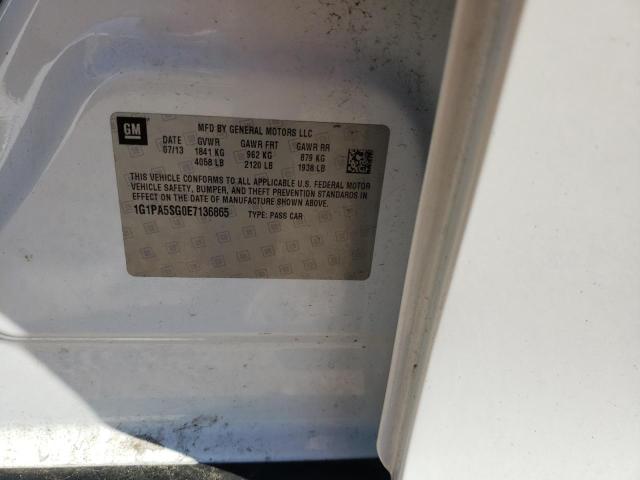 GM
MFD BY GENERAL MOTORS LLC
DATE GVWR GAWR FRT GAWR RR
07/13 1841 KG 962 KG 879 KG
4058 LB 2120 LB 1938 LB
THIS VEHICLE CONFORMS TO ALL APPLICABLE U.S. FEDERAL MOTOR
VEHICLE SAFETY, BUMPER, AND THEFT PREVENTION STANDARDS IN
EFFECT ON THE DATE OF MANUFACTURE SHOWN ABOVE.
1G1PA5SG0E7136865 TYPE: PASS CAR